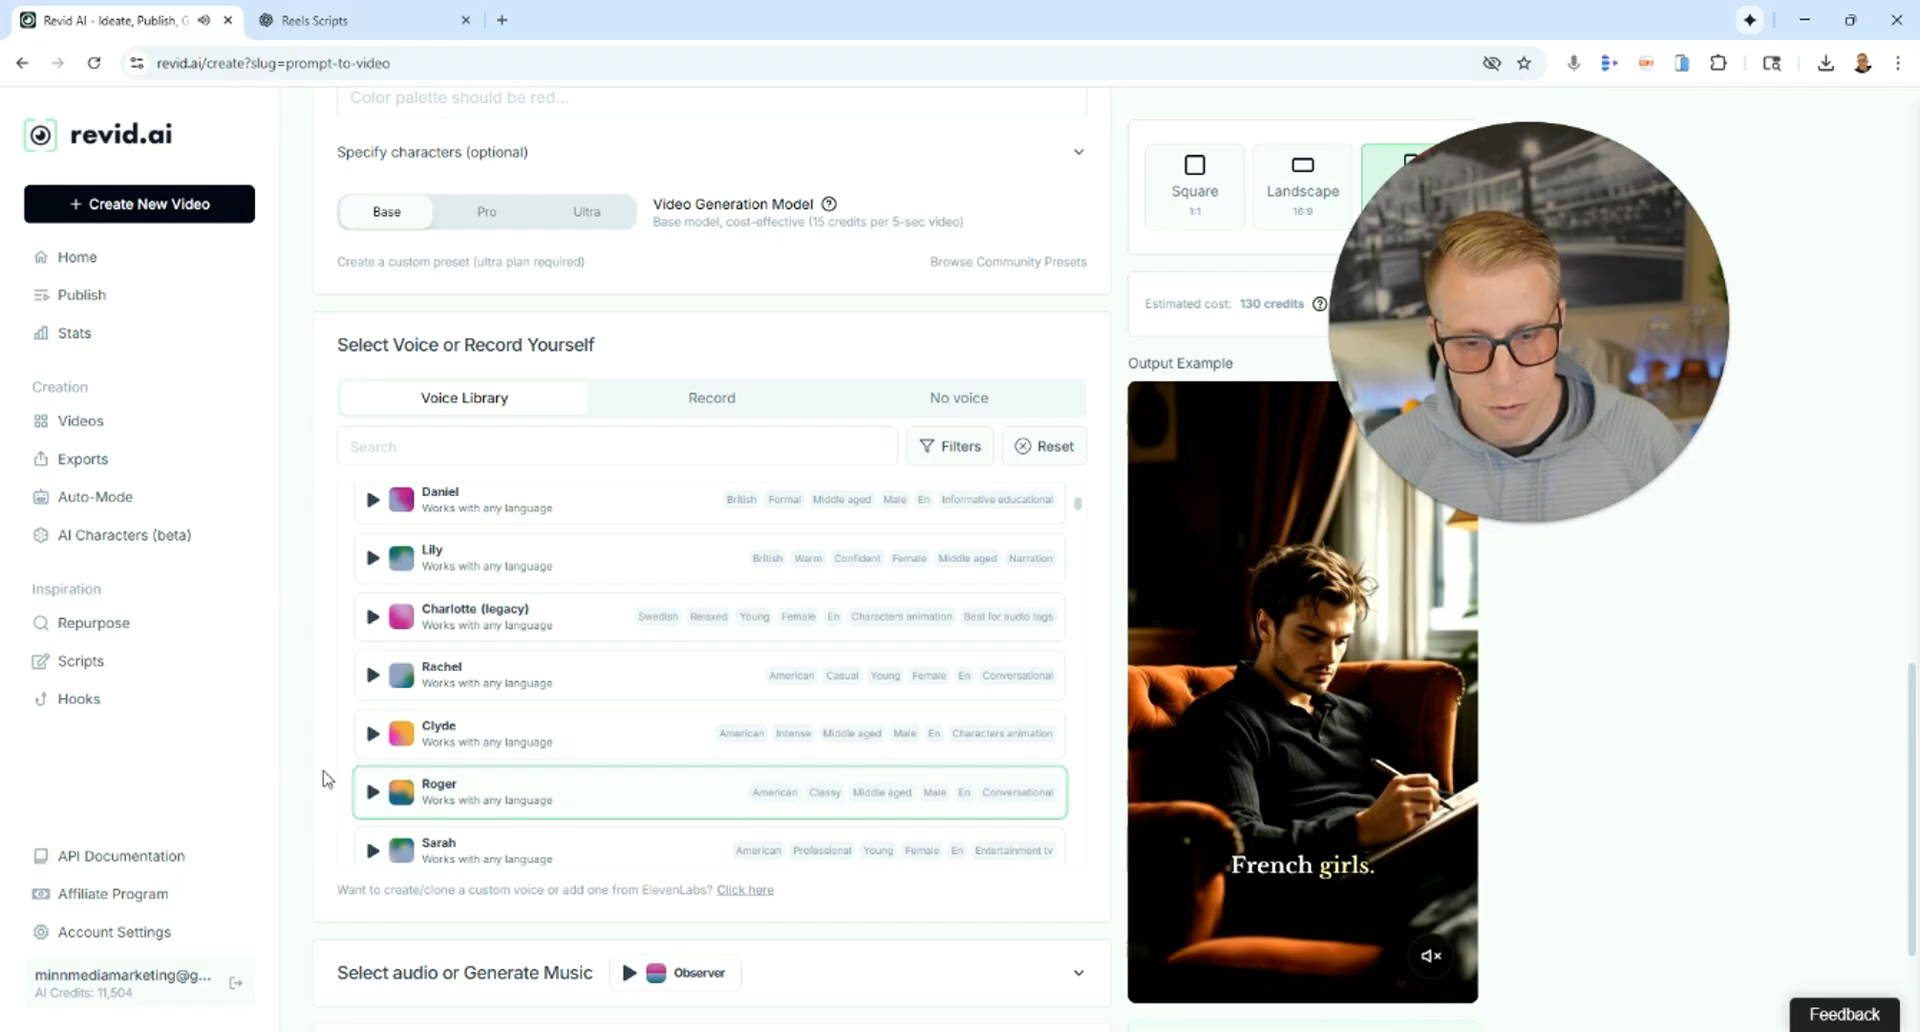 Revid AI - Ideate, Publish, G
Reels Scripts
revid.ai/create?slug=prompt-to-video
revid.ai
+ Create New Video
Home
Publish
Stats
Creation
Videos
Exports
Auto-Mode
AI Characters (beta)
Inspiration
Repurpose
Scripts
Hooks
API Documentation
Affiliate Program
Account Settings
minnmediamarketing@g...
AI Credits: 11,504
Color palette should be red...
Specify characters (optional)
Base Pro Ultra
Video Generation Model
Base model, cost-effective (15 credits per 5-sec video)
Create a custom preset (ultra plan required) Browse Community Presets
Select Voice or Record Yourself
Voice Library Record No voice
Search Filters Reset
Daniel
Works with any language
British Formal Middle aged Male En Informative educational
Lily
Works with any language
British Warm Confident Female Middle aged Narration
Charlotte (legacy)
Works with any language
Swedish Relaxed Young Female En Characters animation Best for audio tags
Rachel
Works with any language
American Casual Young Female En Conversational
Clyde
Works with any language
American Intense Middle aged Male En Characters animation
Roger
Works with any language
American Classy Middle aged Male En Conversational
Sarah
Works with any language
American Professional Young Female En Entertainment tv
Want to create/clone a custom voice or add one from ElevenLabs? Click here
Select audio or Generate Music Observer
Square
1:1
Landscape
16:9
Estimated cost: 130 credits
Output Example
French girls.
Feedback